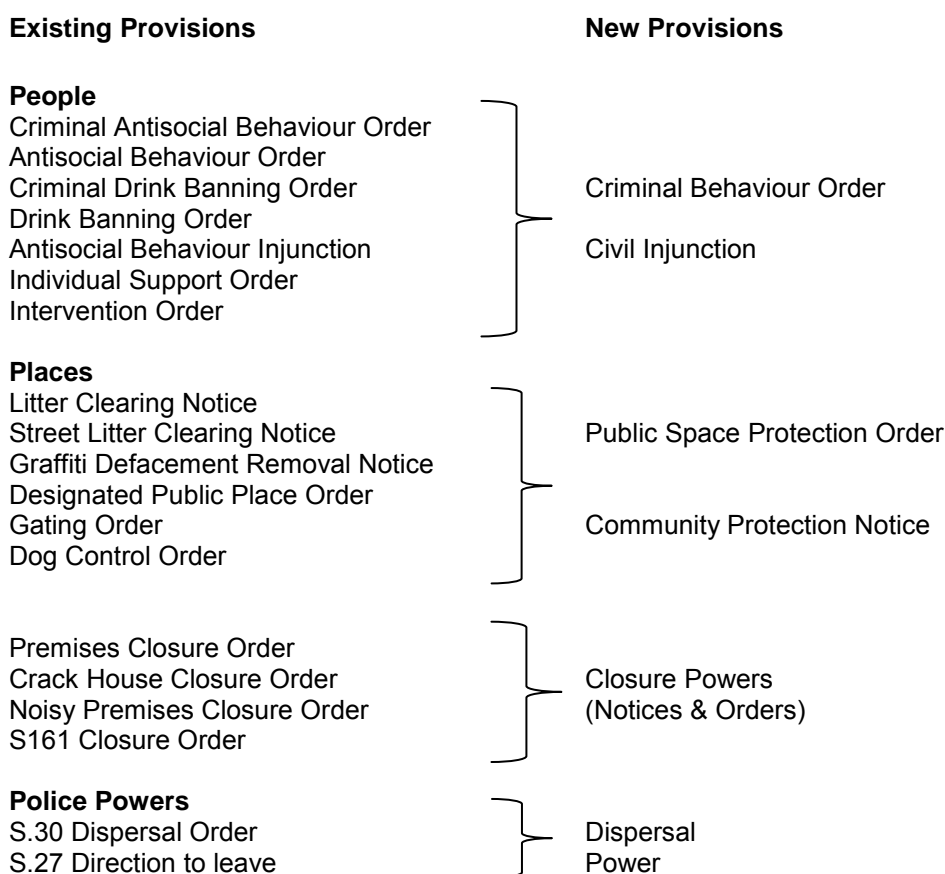 Existing Provisions New Provisions
People
Criminal Antisocial Behaviour Order
Antisocial Behaviour Order
Criminal Drink Banning Order Criminal Behaviour Order
Drink Banning Order
Antisocial Behaviour Injunction Civil Injunction
Individual Support Order
Intervention Order
Places
Litter Clearing Notice
Street Litter Clearing Notice Public Space Protection Order
Graffiti Defacement Removal Notice
Designated Public Place Order
Gating Order Community Protection Notice
Dog Control Order
Premises Closure Order
Crack House Closure Order Closure Powers
Noisy Premises Closure Order (Notices & Orders)
S161 Closure Order
Police Powers
S.30 Dispersal Order Dispersal
S.27 Direction to leave Power